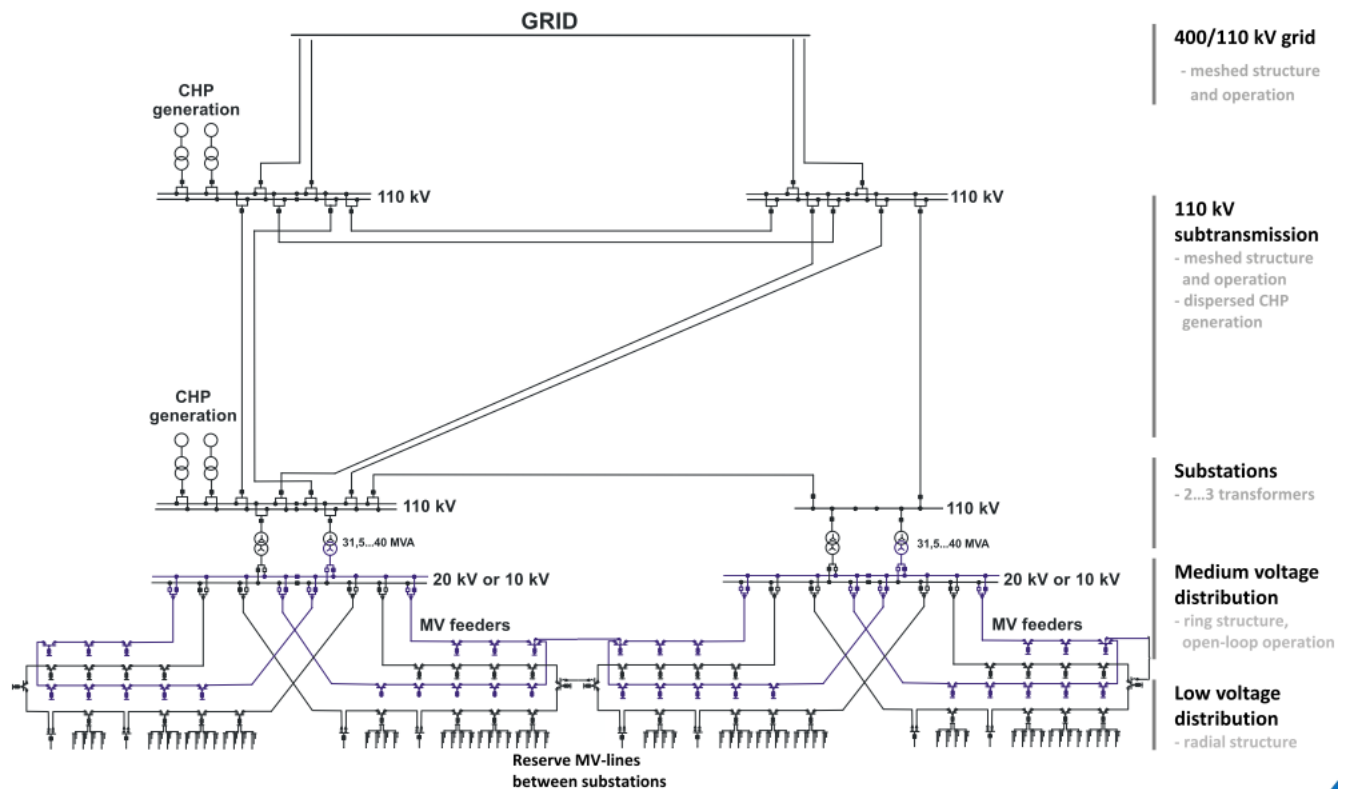 GRID
400/110 kV grid
- meshed structure
and operation
CHP
generation
110 kV
110 kV
110 kV
subtransmission
- meshed structure
and operation
- dispersed CHP
generation
CHP
generation
Substations
- 2...3 transformers
110 kV
110 kV
31,5...40 MVA
31,5...40 MVA
20 kV or 10 kV
20 kV or 10 kV
Medium voltage
distribution
- ring structure,
open-loop operation
MV feeders
MV feeders
Low voltage
distribution
- radial structure
Reserve MV-lines
between substations